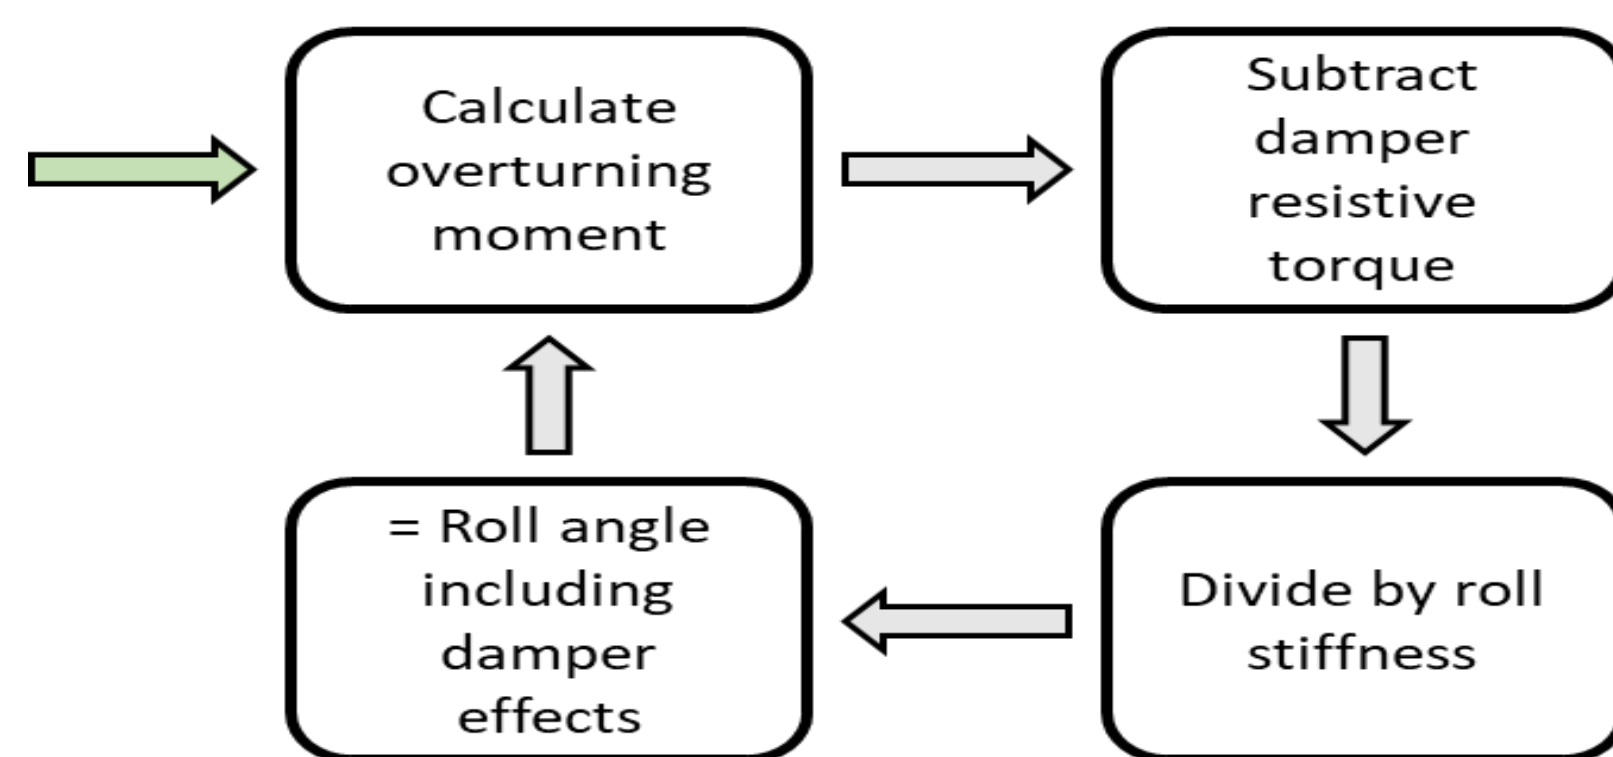 Calculate
overturning
moment
Subtract
damper
resistive
torque
Divide by roll
stiffness
= Roll angle
including
damper
effects